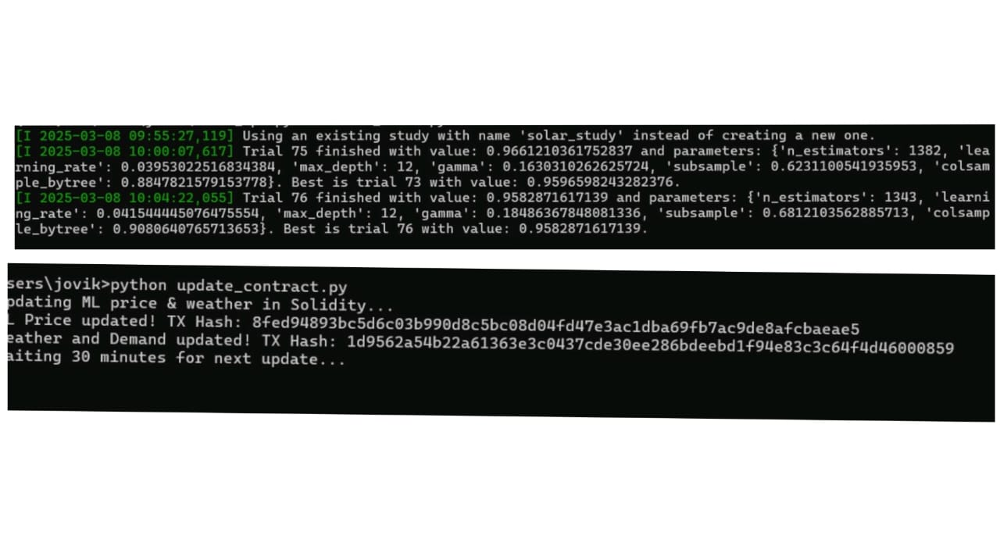 [I 2025-03-08 09:55:27,119] Using an existing study with name 'solar_study' instead of creating a new one.
[I 2025-03-08 10:00:07,617] Trial 75 finished with value: 0.9661210361752837 and parameters: {'n_estimators': 1382, 'lea
rning_rate': 0.03953022516834384, 'max_depth': 12, 'gamma': 0.1630310262625724, 'subsample': 0.6231100541935953, 'colsam
ple_bytree': 0.8847821579153778}. Best is trial 73 with value: 0.9596598243282376.
[I 2025-03-08 10:04:22,055] Trial 76 finished with value: 0.9582871617139 and parameters: {'n_estimators': 1343, 'learni
ng_rate': 0.041544445076475554, 'max_depth': 12, 'gamma': 0.18486367848081336, 'subsample': 0.6812103562885713, 'colsamp
le_bytree': 0.9080640765713653}. Best is trial 76 with value: 0.9582871617139.
sers\jovik>python update_contract.py
pdating ML price & weather in Solidity...
L Price updated! TX Hash: 8fed94893bc5d6c03b990d8c5bc08d04fd47e3ac1dba69fb7ac9de8afcbaeae5
eather and Demand updated! TX Hash: 1d9562a54b22a61363e3c0437cde30ee286bdeebd1f94e83c3c64f4d46000859
aiting 30 minutes for next update...